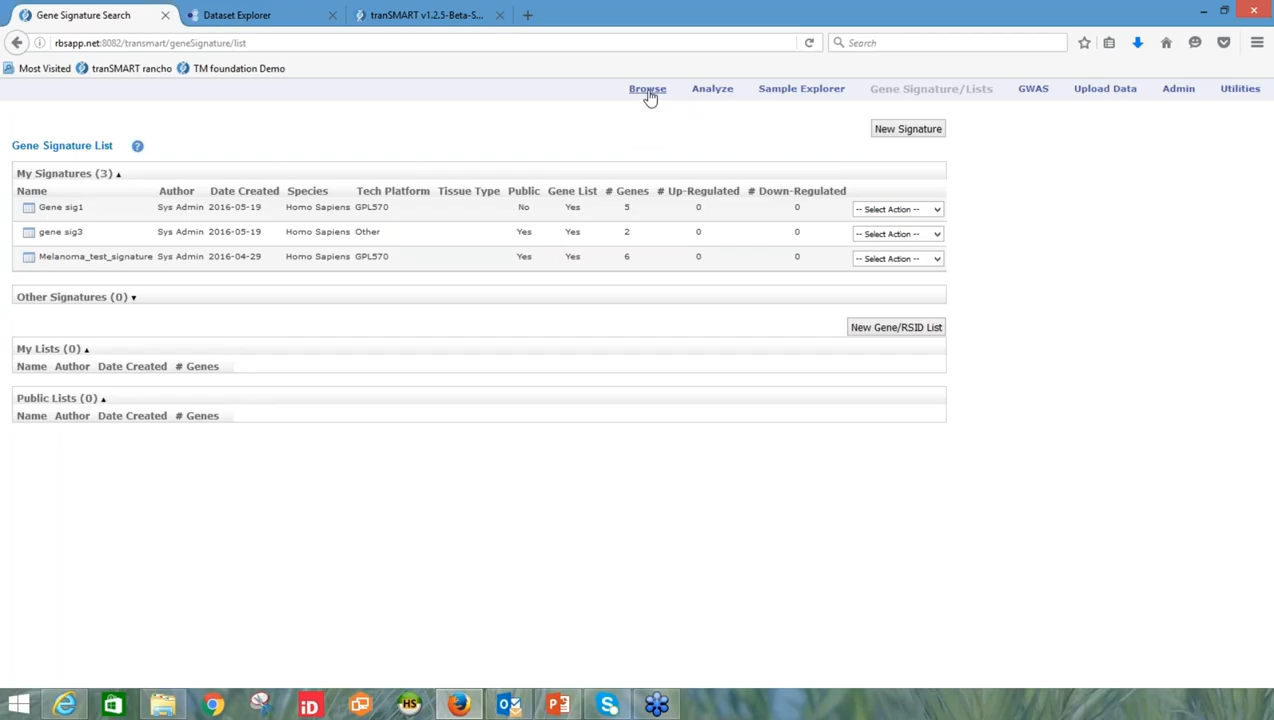 Gene Signature Search
Dataset Explorer
tranSMART v1.2.5-Beta-S...
rbsapp.net:8082/transmart/geneSignature/list
Search
Most Visited tranSMART rancho TM foundation Demo
Browse Analyze Sample Explorer Gene Signature/Lists GWAS Upload Data Admin Utilities
New Signature
Gene Signature List ?
My Signatures (3)
Name Author Date Created Species Tech Platform Tissue Type Public Gene List # Genes # Up-Regulated # Down-Regulated
Gene sig1 Sys Admin 2016-05-19 Homo Sapiens GPL570 No Yes 5 0 0 -- Select Action --
gene sig3 Sys Admin 2016-05-19 Homo Sapiens Other Yes Yes 2 0 0 -- Select Action --
Melanoma_test_signature Sys Admin 2016-04-29 Homo Sapiens GPL570 Yes Yes 6 0 0 -- Select Action --
Other Signatures (0)
New Gene/RSID List
My Lists (0)
Name Author Date Created # Genes
Public Lists (0)
Name Author Date Created # Genes
iD HS